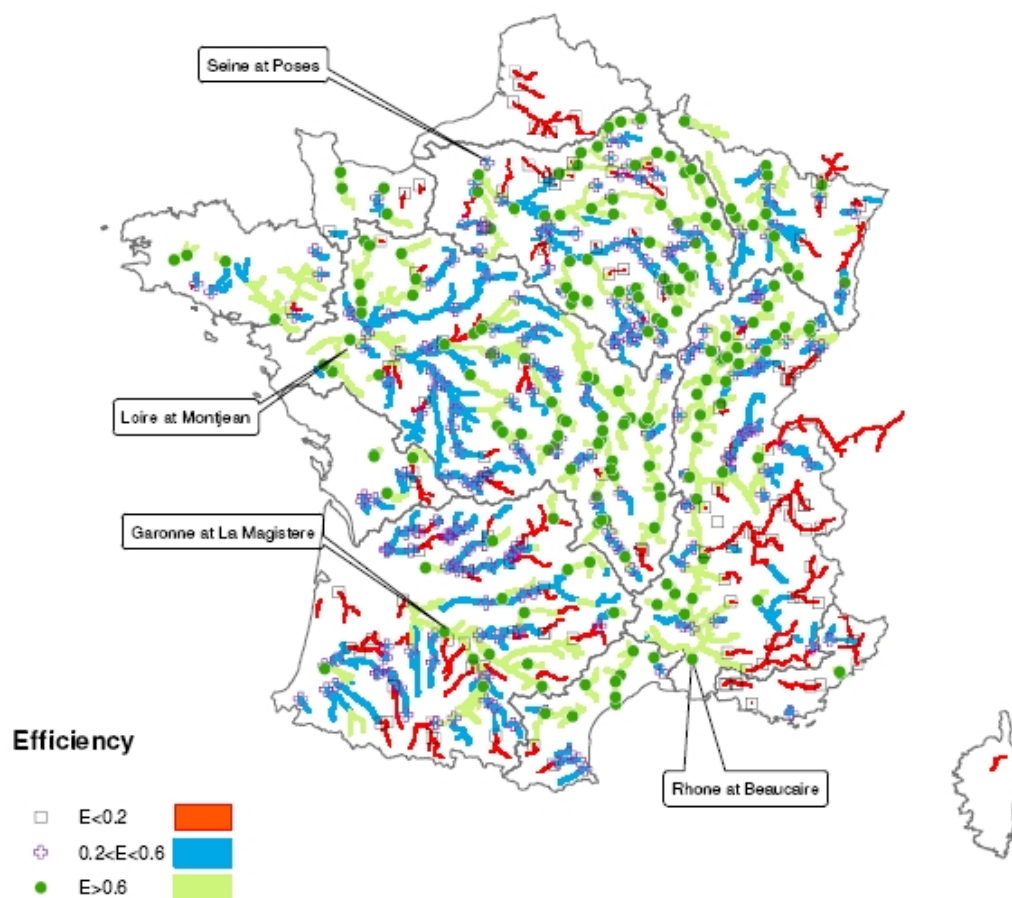 Seine at Poses
Loire at Montjean
Garonne at La Magistere
Rhone at Beaucaire
Efficiency
E<0.2
0.2<E<0.6
E>0.6